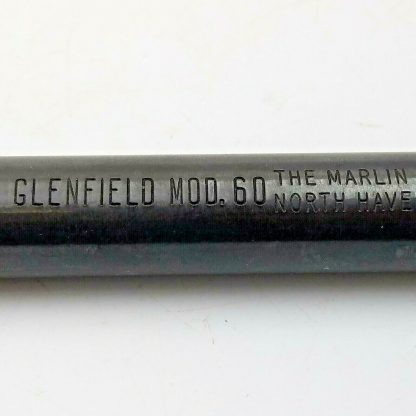 GLENFIELD MOD. 60
THE MARLIN
NORTH HAVE